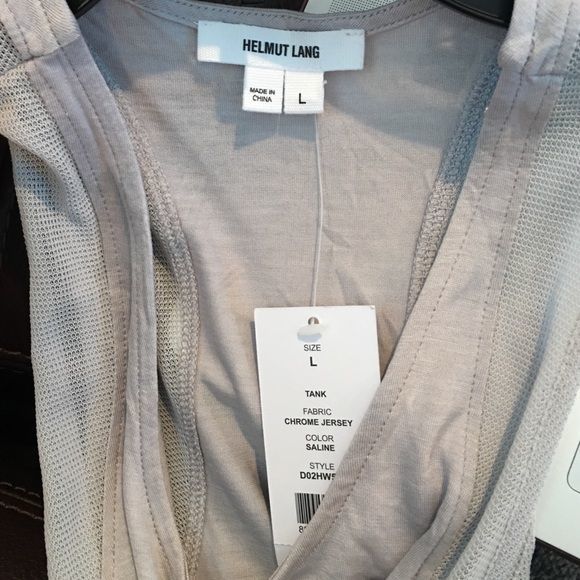 HELMUT LANG
MADE IN
CHINA
L
SIZE
L
TANK
FABRIC
CHROME JERSEY
COLOR
SALINE
STYLE